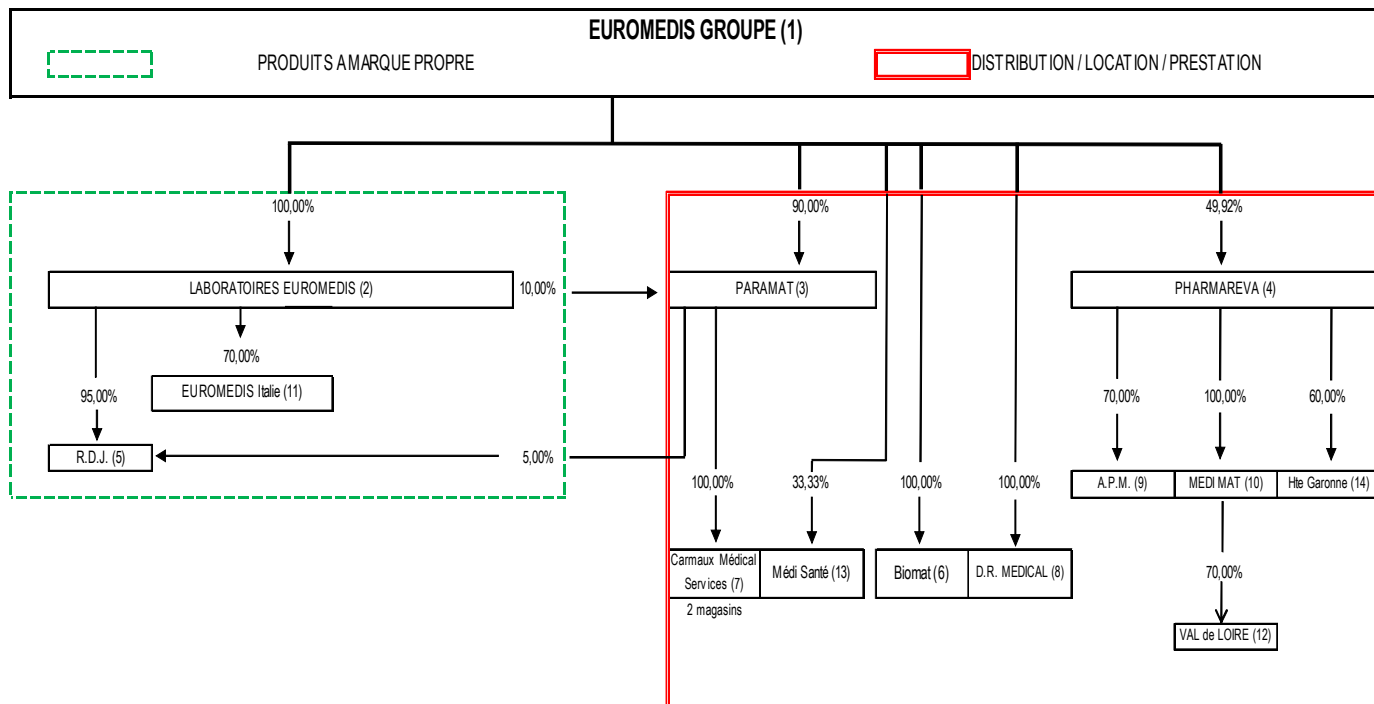 EUROMEDIS GROUPE (1)
PRODUITS A MARQUE PROPRE
DISTRIBUTION / LOCATION / PRESTATION
100,00%
90,00%
49,92%
LABORATOIRES EUROMEDIS (2)
10,00%
PARAMAT (3)
PHARMAREVA (4)
70,00%
EUROMEDIS Italie (11)
95,00%
70,00%
100,00%
60,00%
R.D.J. (5)
5,00%
100,00%
33,33%
100,00%
100,00%
A.P.M. (9)
MEDIMAT (10)
Hte Garonne (14)
Carmaux Médical
Services (7)
Médi Santé (13)
Biomat (6)
D.R. MEDICAL (8)
70,00%
2 magasins
VAL de LOIRE (12)